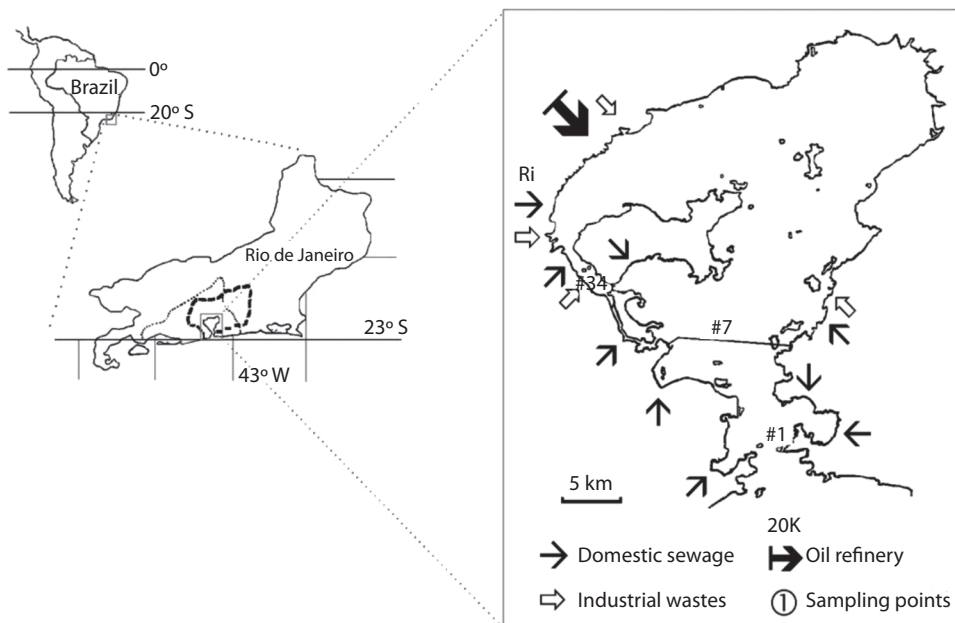 0º
Brazil
20º S
Rio de Janeiro
23º S
43º W
Ri
#34
#7
#1
5 km
20K
Domestic sewage
Oil refinery
Industrial wastes
1 Sampling points